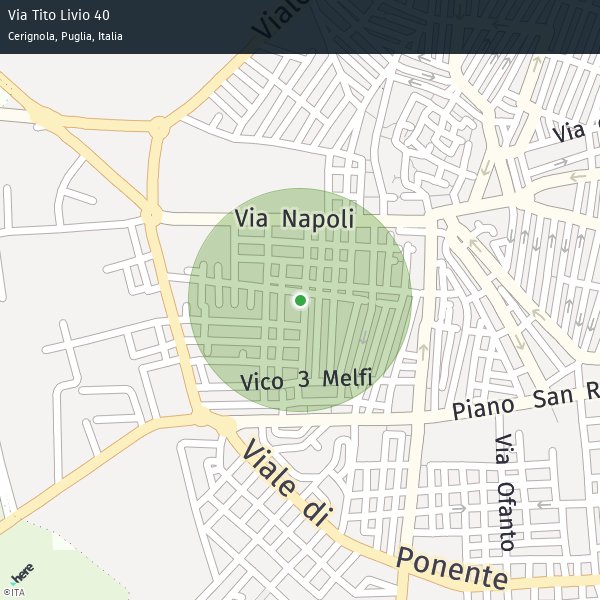 Via Tito Livio 40
Cerignola, Puglia, Italia
Viale
Via
Via Napoli
Vico 3 Melfi
Piano San R
Via Ofanto
Viale di Ponente
here
©ITA